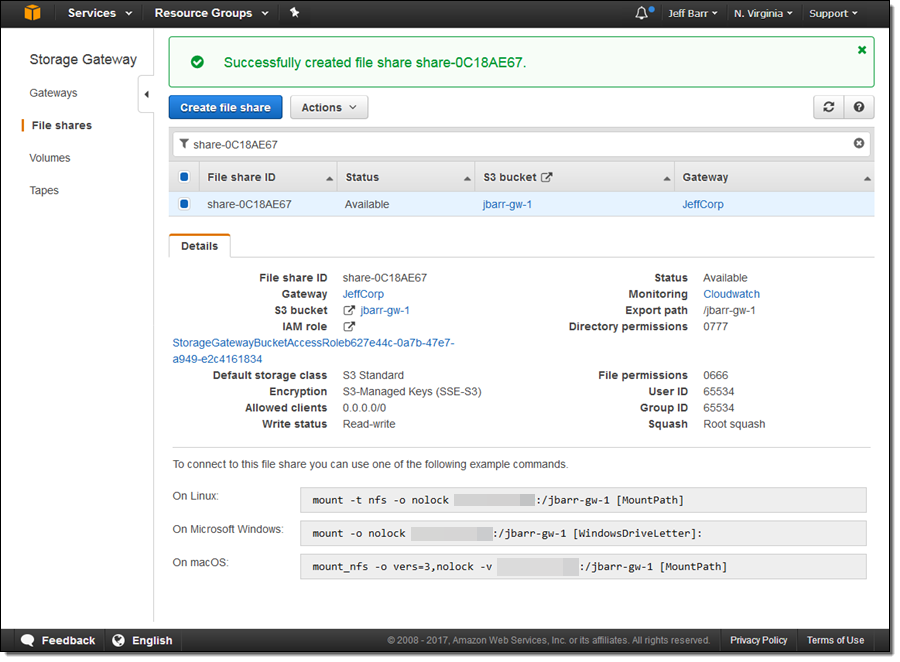 Services Resource Groups Jeff Barr N. Virginia Support
Storage Gateway
Gateways
File shares
Volumes
Tapes
Successfully created file share share-0C18AE67.
Create file share Actions
share-0C18AE67
File share ID Status S3 bucket Gateway
share-0C18AE67 Available jbarr-gw-1 JeffCorp
Details
File share ID share-0C18AE67 Status Available
Gateway JeffCorp Monitoring Cloudwatch
S3 bucket jbarr-gw-1 Export path /jbarr-gw-1
IAM role Directory permissions 0777
StorageGatewayBucketAccessRoleb627e44c-0a7b-47e7-
a949-e2c4161834
Default storage class S3 Standard File permissions 0666
Encryption S3-Managed Keys (SSE-S3) User ID 65534
Allowed clients 0.0.0.0/0 Group ID 65534
Write status Read-write Squash Root squash
To connect to this file share you can use one of the following example commands.
On Linux: mount -t nfs -o nolock :/jbarr-gw-1 [MountPath]
On Microsoft Windows: mount -o nolock :/jbarr-gw-1 [WindowsDriveLetter]:
On macOS: mount_nfs -o vers=3,nolock -v :/jbarr-gw-1 [MountPath]
Feedback English © 2008 - 2017, Amazon Web Services, Inc. or its affiliates. All rights reserved. Privacy Policy Terms of Use